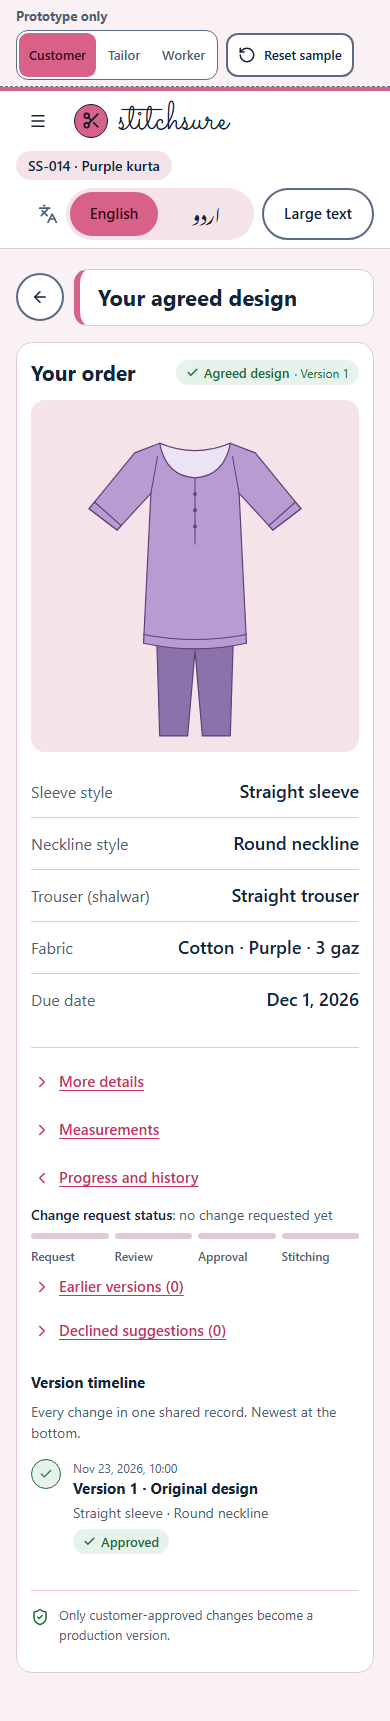 Prototype only
Customer Tailor Worker Reset sample
stitchsure
SS-014 · Purple kurta
English اردو Large text
Your agreed design
Your order Agreed design · Version 1
Sleeve style Straight sleeve
Neckline style Round neckline
Trouser (shalwar) Straight trouser
Fabric Cotton · Purple · 3 gaz
Due date Dec 1, 2026
More details
Measurements
Progress and history
Change request status: no change requested yet
Request Review Approval Stitching
Earlier versions (0)
Declined suggestions (0)
Version timeline
Every change in one shared record. Newest at the
bottom.
Nov 23, 2026, 10:00
Version 1 · Original design
Straight sleeve · Round neckline
Approved
Only customer-approved changes become a
production version.